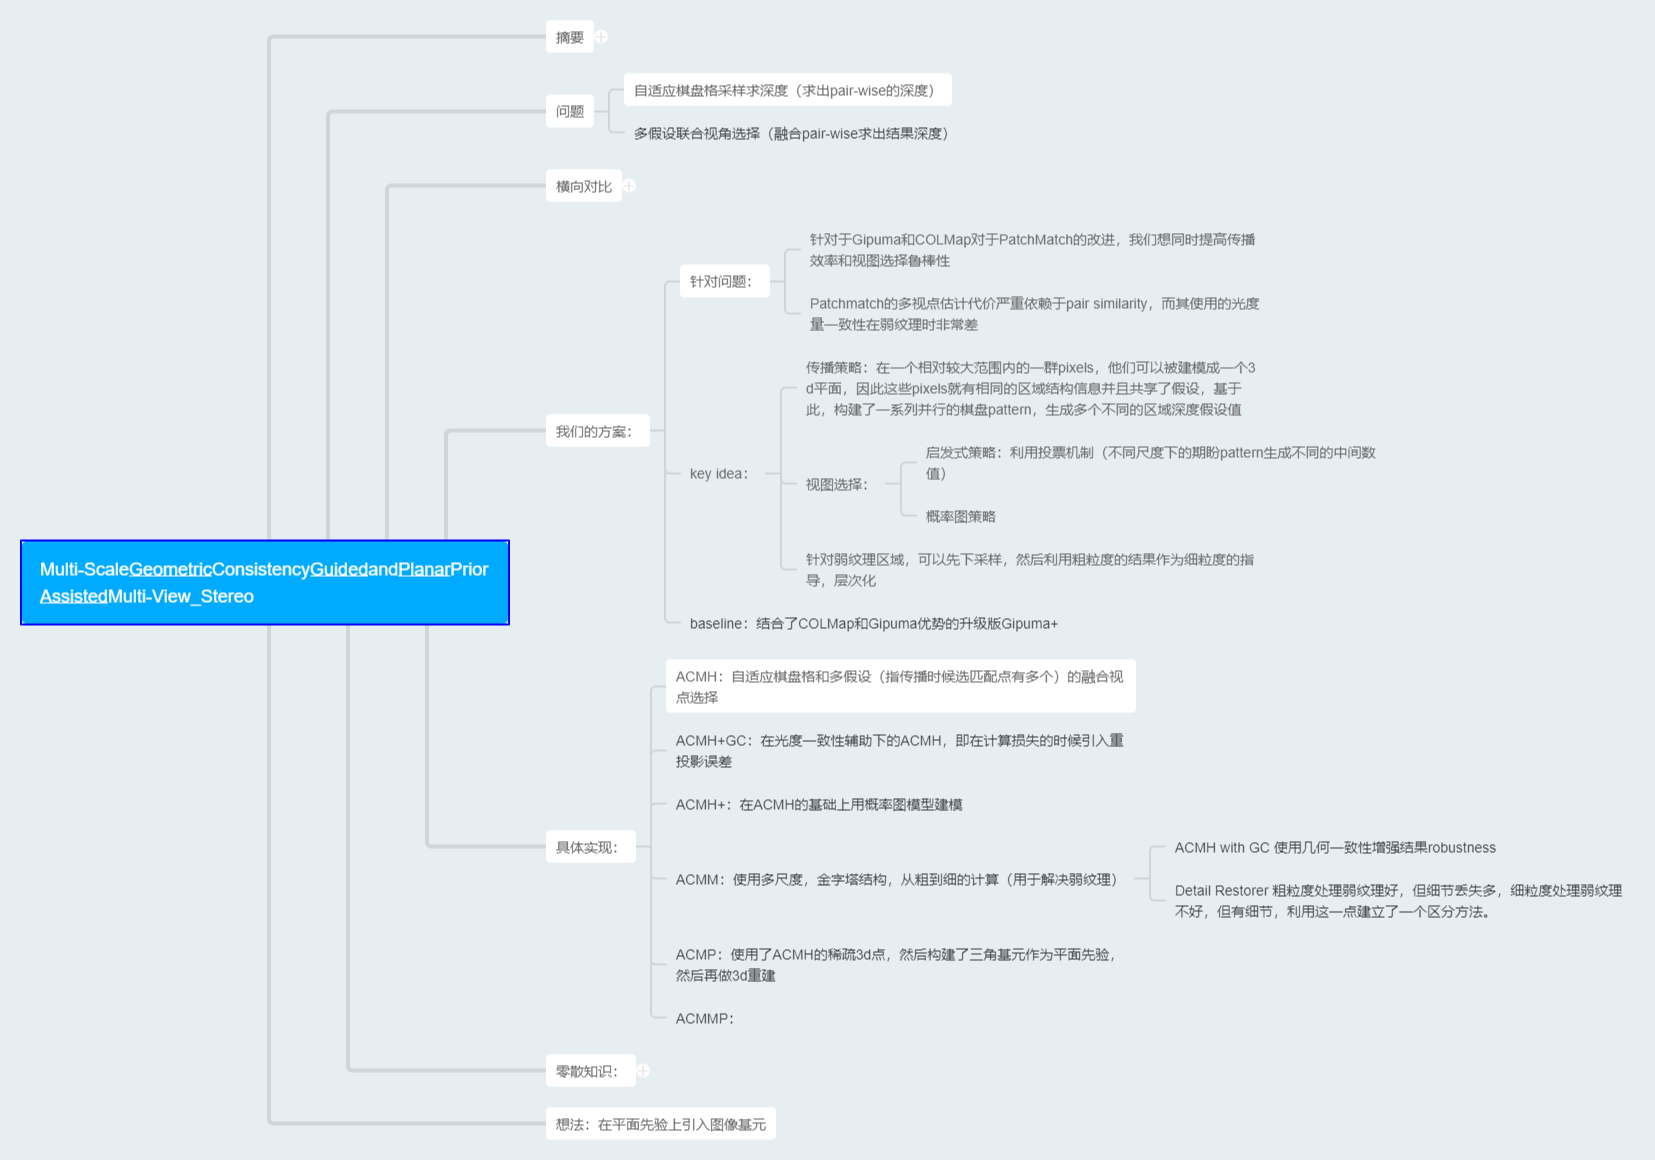 摘要
问题
自适应棋盘格采样求深度（求出pair-wise的深度）
多假设联合视角选择（融合pair-wise求出结果深度）
横向对比
我们的方案：
针对问题：
针对于Gipuma和COLMap对于PatchMatch的改进，我们想同时提高传播
效率和视图选择鲁棒性
Patchmatch的多视点估计代价严重依赖于pair similarity，而其使用的光度
量一致性在弱纹理时非常差
key idea：
传播策略：在一个相对较大范围内的一群pixels，他们可以被建模成一个3
d平面，因此这些pixels就有相同的区域结构信息并且共享了假设，基于
此，构建了一系列并行的棋盘pattern，生成多个不同的区域深度假设值
视图选择：
启发式策略：利用投票机制（不同尺度下的期盼pattern生成不同的中间数
值）
概率图策略
针对弱纹理区域，可以先下采样，然后利用粗粒度的结果作为细粒度的指
导，层次化
baseline：结合了COLMap和Gipuma优势的升级版Gipuma+
Multi-ScaleGeometricConsistencyGuidedandPlanarPrior
AssistedMulti-View_Stereo
具体实现：
ACMH：自适应棋盘格和多假设（指传播时候选匹配点有多个）的融合视
点选择
ACMH+GC：在光度一致性辅助下的ACMH，即在计算损失的时候引入重
投影误差
ACMH+：在ACMH的基础上用概率图模型建模
ACMM：使用多尺度，金字塔结构，从粗到细的计算（用于解决弱纹理）
ACMH with GC 使用几何一致性增强结果robustness
Detail Restorer 粗粒度处理弱纹理好，但细节丢失多，细粒度处理弱纹理
不好，但有细节，利用这一点建立了一个区分方法。
ACMP：使用了ACMH的稀疏3d点，然后构建了三角基元作为平面先验，
然后再做3d重建
ACMMP：
零散知识：
想法：在平面先验上引入图像基元